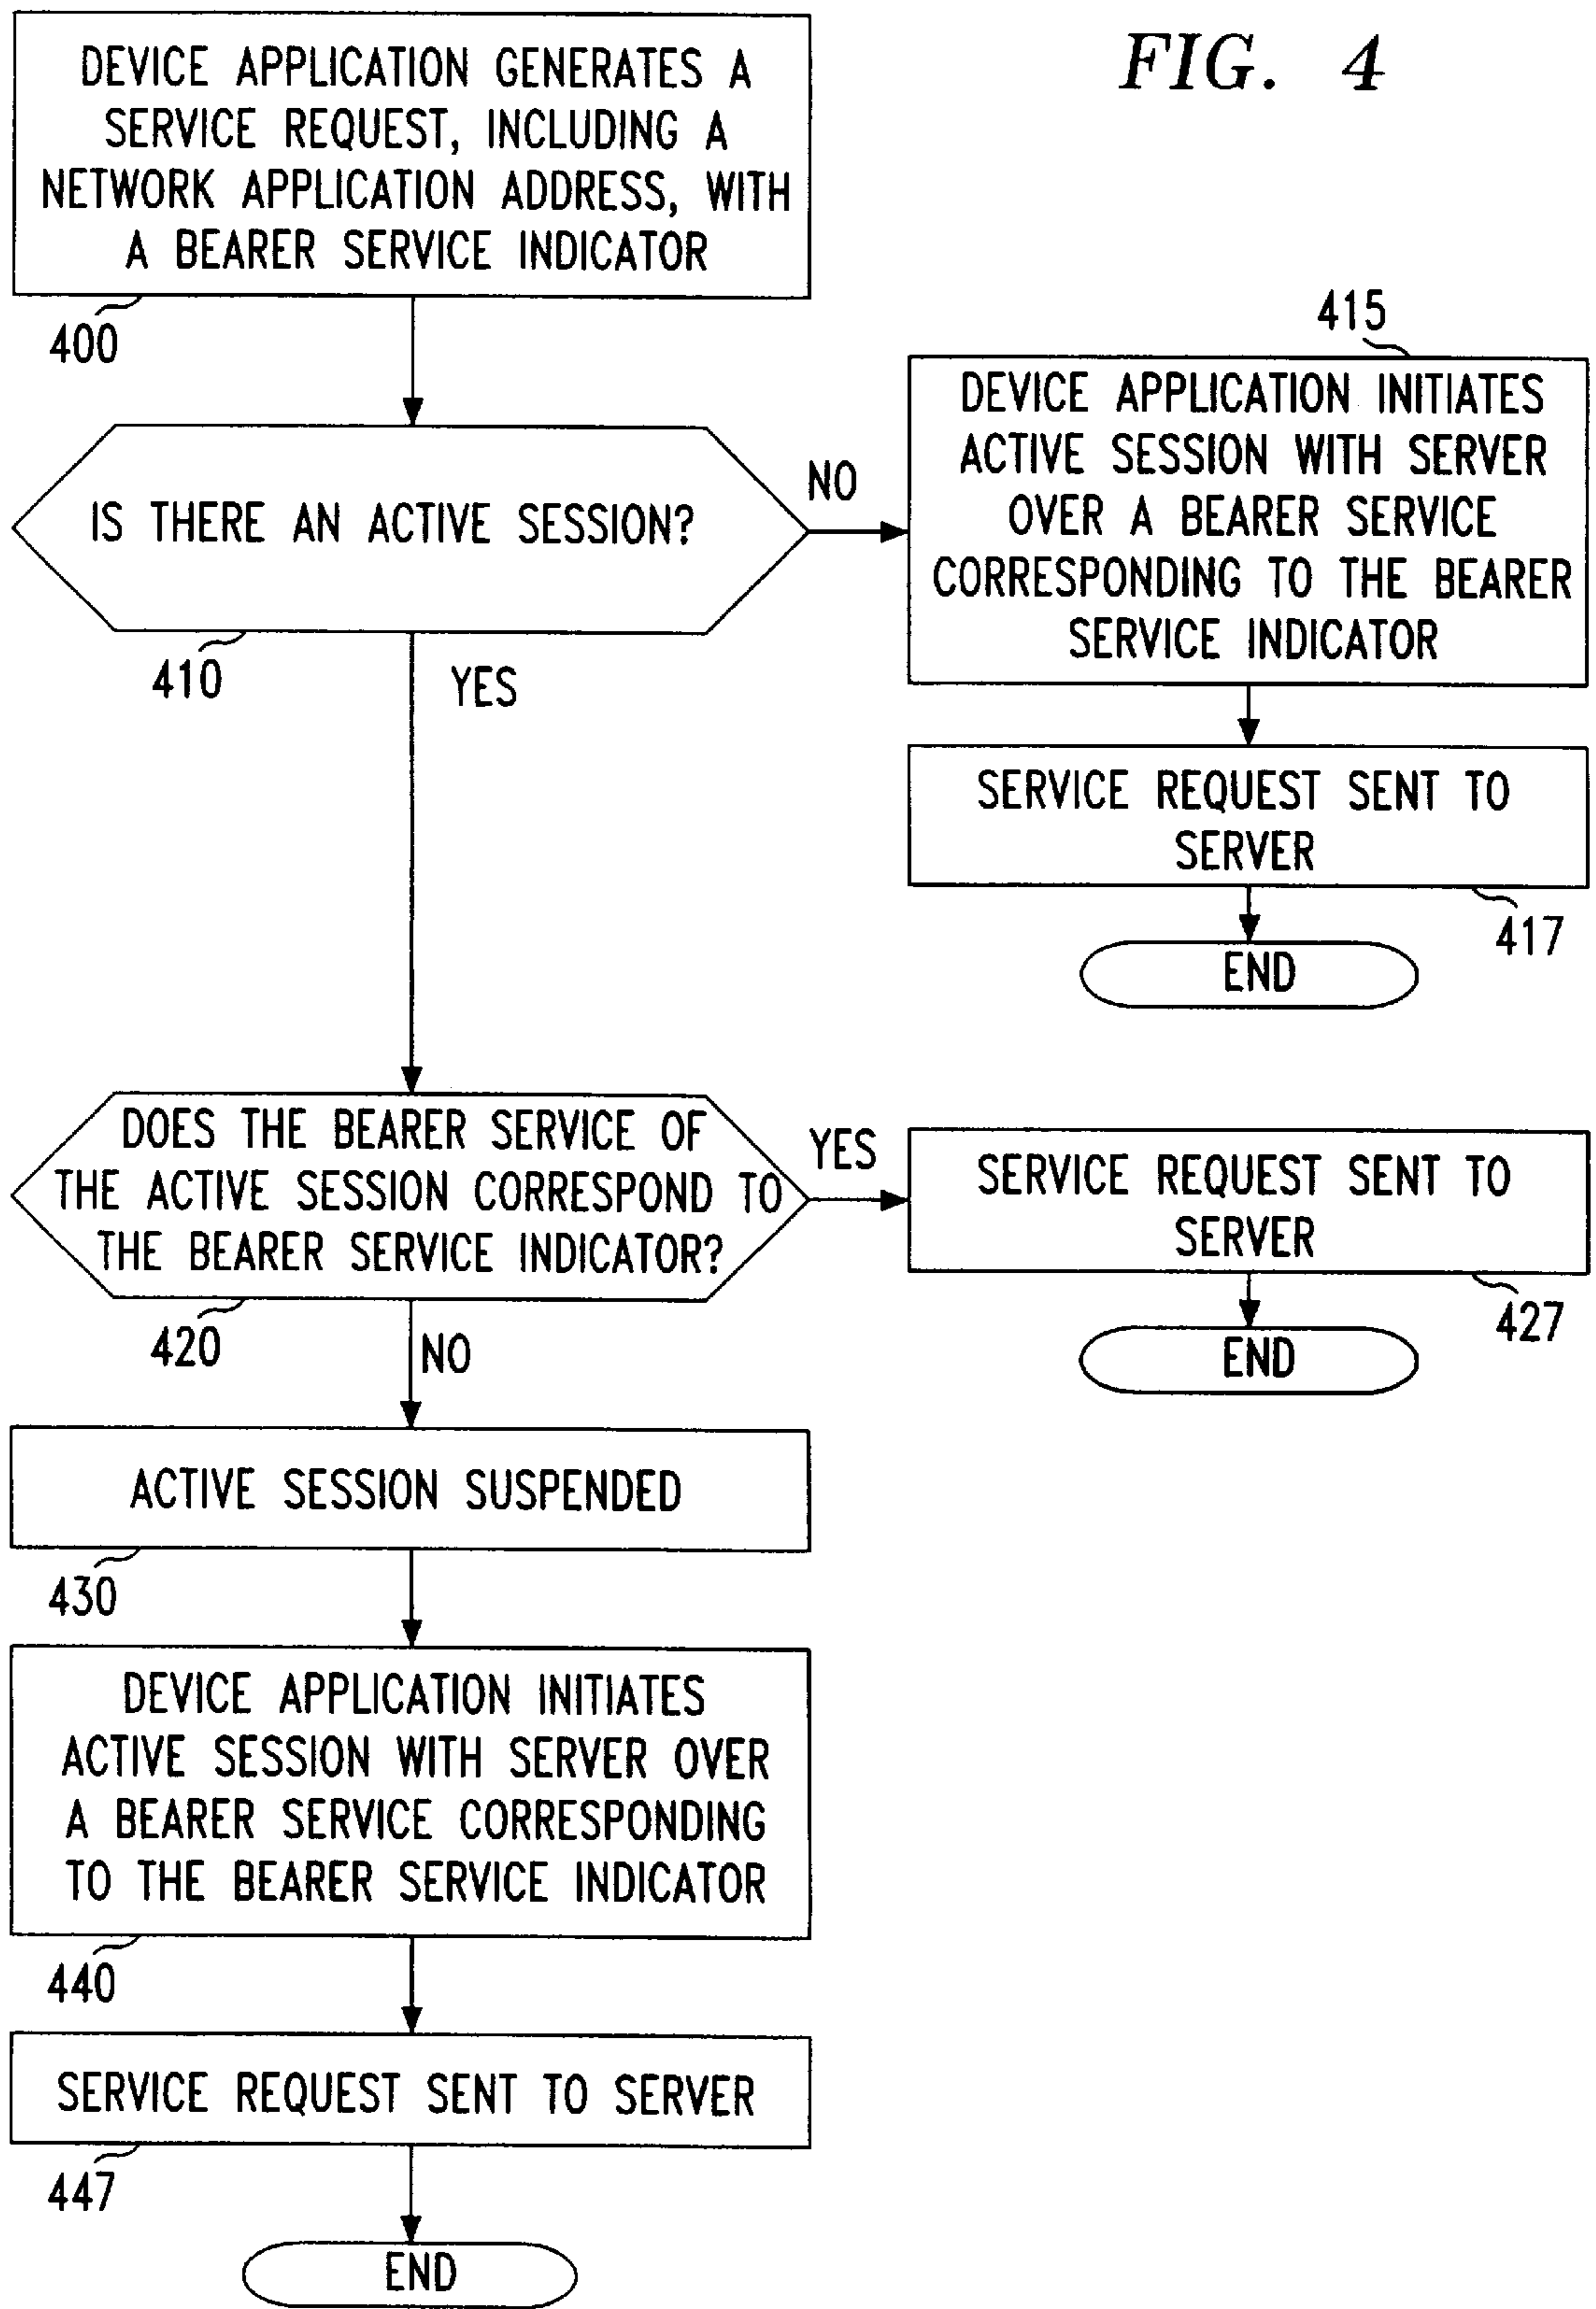 FIG. 4
DEVICE APPLICATION GENERATES A
SERVICE REQUEST, INCLUDING A
NETWORK APPLICATION ADDRESS, WITH
A BEARER SERVICE INDICATOR
400
IS THERE AN ACTIVE SESSION?
410
NO
YES
415
DEVICE APPLICATION INITIATES
ACTIVE SESSION WITH SERVER
OVER A BEARER SERVICE
CORRESPONDING TO THE BEARER
SERVICE INDICATOR
SERVICE REQUEST SENT TO
SERVER
417
END
DOES THE BEARER SERVICE OF
THE ACTIVE SESSION CORRESPOND TO
THE BEARER SERVICE INDICATOR?
420
YES
NO
SERVICE REQUEST SENT TO
SERVER
427
END
ACTIVE SESSION SUSPENDED
430
DEVICE APPLICATION INITIATES
ACTIVE SESSION WITH SERVER OVER
A BEARER SERVICE CORRESPONDING
TO THE BEARER SERVICE INDICATOR
440
SERVICE REQUEST SENT TO SERVER
447
END